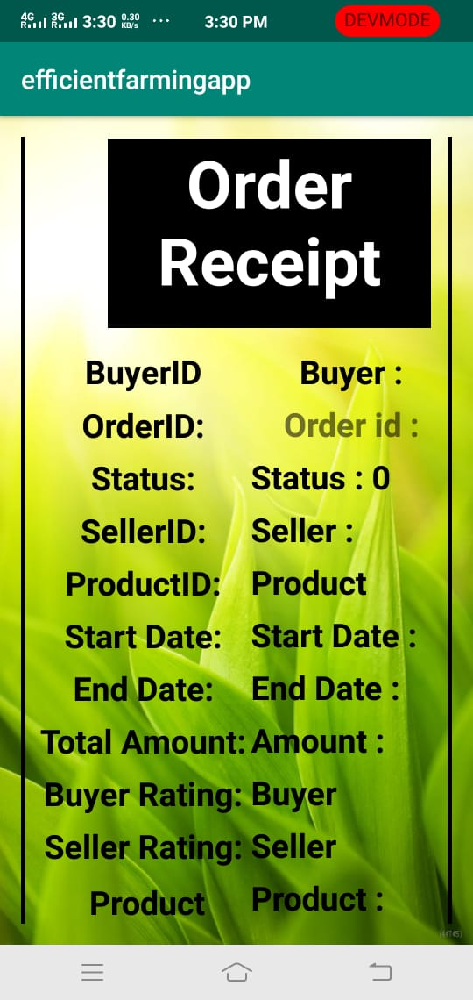 4G R 3G R 3:30 0.30 KB/s ... 3:30 PM DEVMODE
efficientfarmingapp
Order
Receipt
BuyerID Buyer :
OrderID: Order id :
Status: Status : 0
SellerID: Seller :
ProductID: Product
Start Date: Start Date :
End Date: End Date :
Total Amount: Amount :
Buyer Rating: Buyer
Seller Rating: Seller
Product Product :
(44745)